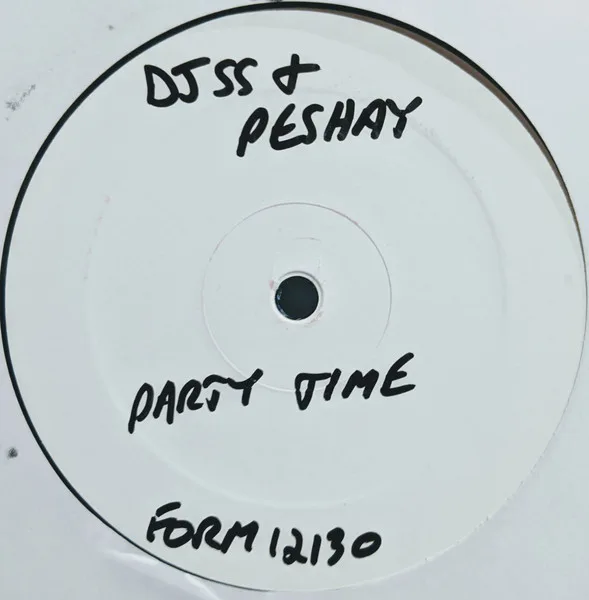 DJ SS &
PESHAY
PARTY TIME
FORM 12130